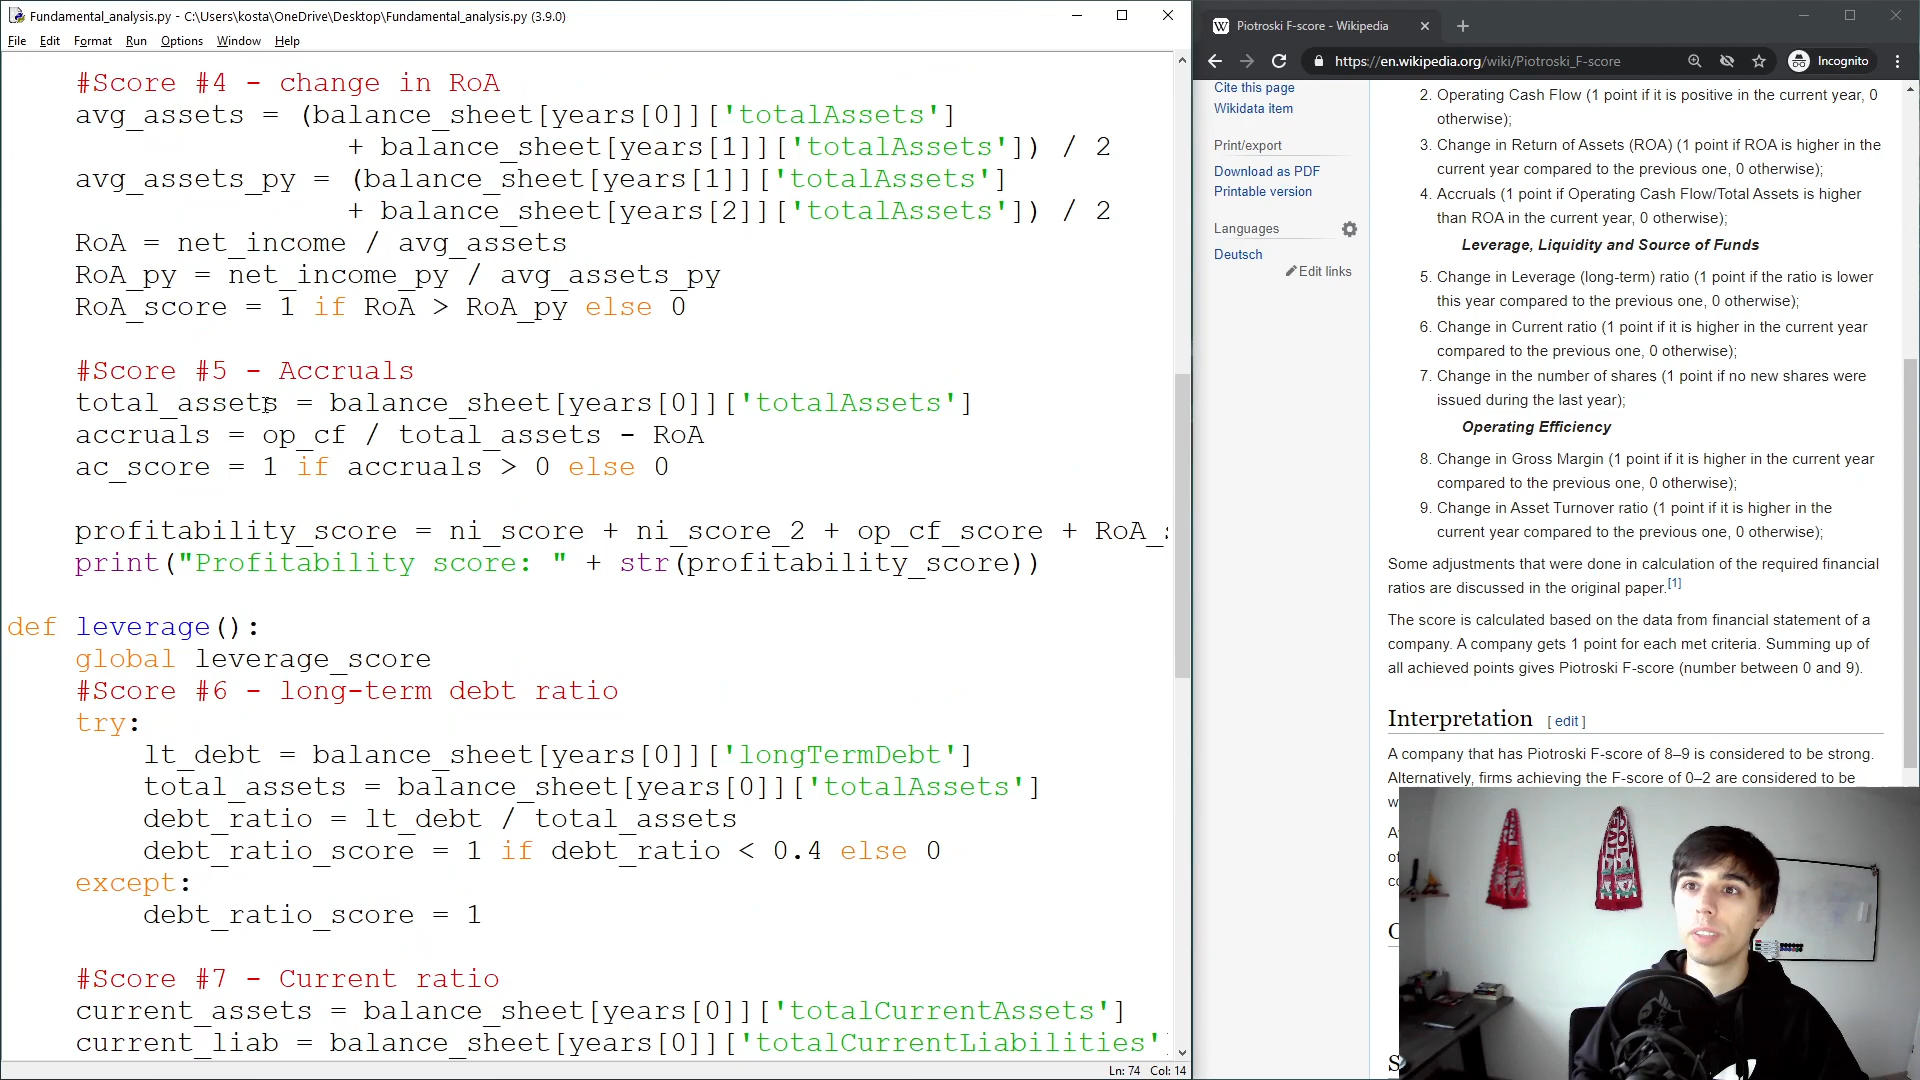 Fundamental_analysis.py - C:\Users\kosta\OneDrive\Desktop\Fundamental_analysis.py (3.9.0)
File Edit Format Run Options Window Help
#Score #4 - change in RoA
avg_assets = (balance_sheet[years[0]]['totalAssets']
+ balance_sheet[years[1]]['totalAssets']) / 2
avg_assets_py = (balance_sheet[years[1]]['totalAssets']
+ balance_sheet[years[2]]['totalAssets']) / 2
RoA = net_income / avg_assets
RoA_py = net_income_py / avg_assets_py
RoA_score = 1 if RoA > RoA_py else 0
#Score #5 - Accruals
total_assets = balance_sheet[years[0]]['totalAssets']
accruals = op_cf / total_assets - RoA
ac_score = 1 if accruals > 0 else 0
profitability_score = ni_score + ni_score_2 + op_cf_score + RoA_
print("Profitability score: " + str(profitability_score))
def leverage():
global leverage_score
#Score #6 - long-term debt ratio
try:
lt_debt = balance_sheet[years[0]]['longTermDebt']
total_assets = balance_sheet[years[0]]['totalAssets']
debt_ratio = lt_debt / total_assets
debt_ratio_score = 1 if debt_ratio < 0.4 else 0
except:
debt_ratio_score = 1
#Score #7 - Current ratio
current_assets = balance_sheet[years[0]]['totalCurrentAssets']
current_liab = balance_sheet[years[0]]['totalCurrentLiabilities'
Ln: 74 Col: 14
Piotroski F-score - Wikipedia
https://en.wikipedia.org/wiki/Piotroski_F-score
Incognito
Cite this page
Wikidata item
Print/export
Download as PDF
Printable version
Languages
Deutsch
Edit links
2. Operating Cash Flow (1 point if it is positive in the current year, 0
otherwise);
3. Change in Return of Assets (ROA) (1 point if ROA is higher in the
current year compared to the previous one, 0 otherwise);
4. Accruals (1 point if Operating Cash Flow/Total Assets is higher
than ROA in the current year, 0 otherwise);
Leverage, Liquidity and Source of Funds
5. Change in Leverage (long-term) ratio (1 point if the ratio is lower
this year compared to the previous one, 0 otherwise);
6. Change in Current ratio (1 point if it is higher in the current year
compared to the previous one, 0 otherwise);
7. Change in the number of shares (1 point if no new shares were
issued during the last year);
Operating Efficiency
8. Change in Gross Margin (1 point if it is higher in the current year
compared to the previous one, 0 otherwise);
9. Change in Asset Turnover ratio (1 point if it is higher in the
current year compared to the previous one, 0 otherwise);
Some adjustments that were done in calculation of the required financial
ratios are discussed in the original paper.[1]
The score is calculated based on the data from financial statement of a
company. A company gets 1 point for each met criteria. Summing up of
all achieved points gives Piotroski F-score (number between 0 and 9).
Interpretation [ edit ]
A company that has Piotroski F-score of 8–9 is considered to be strong.
Alternatively, firms achieving the F-score of 0–2 are considered to be